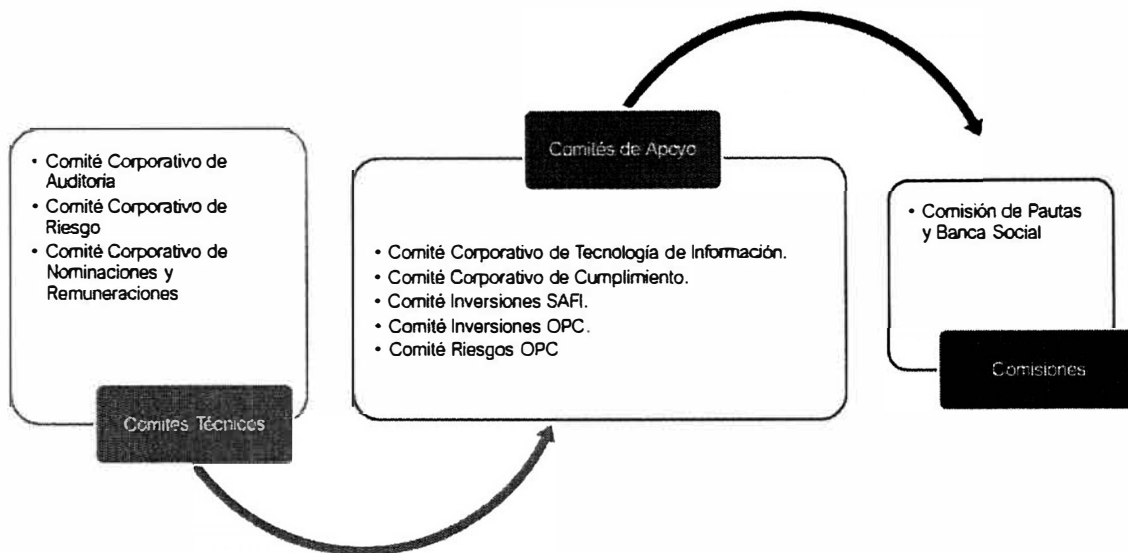 • Comité Corporativo de
Auditoria
• Comité Corporativo de
Riesgo
• Comité Corporativo de
Nominaciones y
Remuneraciones
Cómites Técnicos
Comités de Apoyo
• Comité Corporativo de Tecnología de Información.
• Comité Corporativo de Cumplimiento.
• Comité Inversiones SAFI.
• Comité Inversiones OPC.
• Comité Riesgos OPC
• Comisión de Pautas
y Banca Social
Comisiones